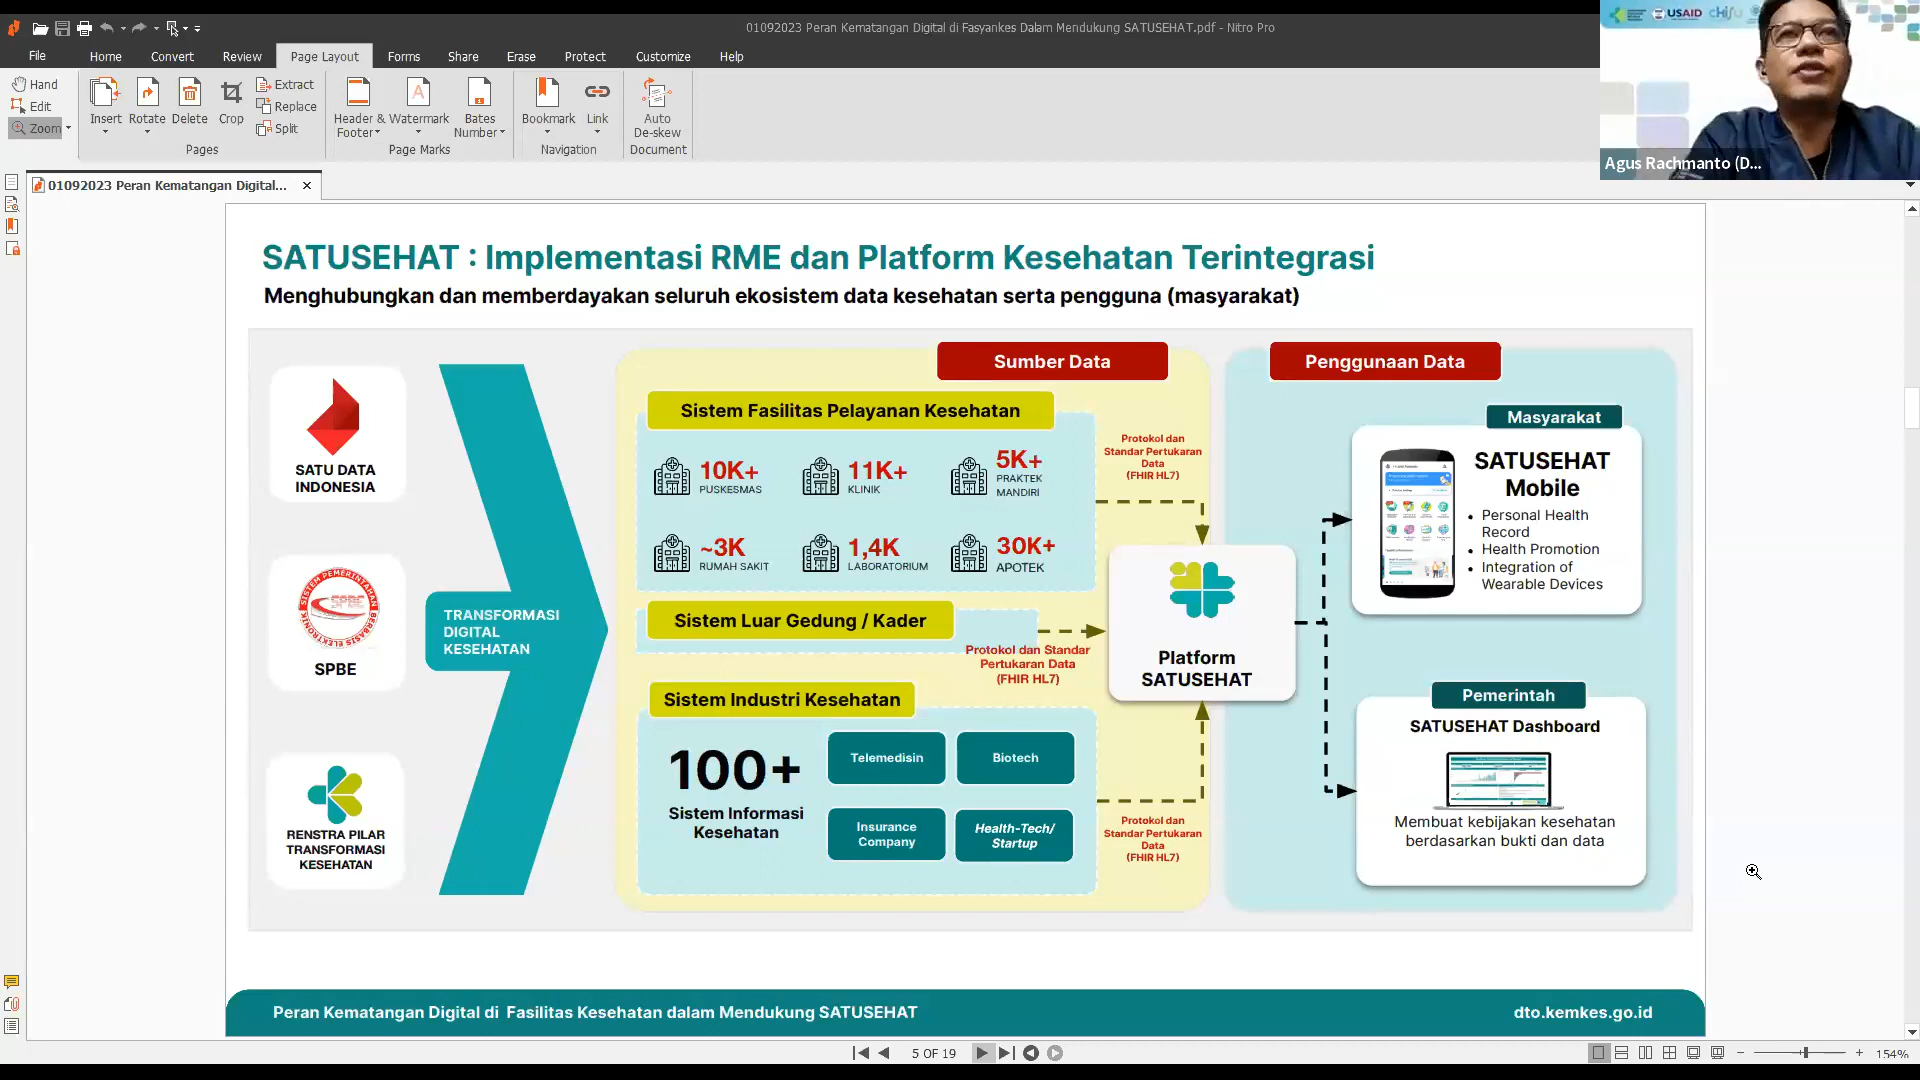 01092023 Peran Kematangan Digital di Fasyankes Dalam Mendukung SATUSEHAT.pdf - Nitro Pro
File
Home
Convert
Review
Page Layout
Forms
Share
Erase
Protect
Customize
Help
Hand
Edit
Zoom
Insert
Rotate
Delete
Crop
Extract
Replace
Split
Pages
Header & Footer
Watermark
Bates Number
Page Marks
Bookmark
Link
Navigation
Auto De-skew
Document
USAID
CHISU
Agus Rachmanto (D...
01092023 Peran Kematangan Digital...
SATUSEHAT : Implementasi RME dan Platform Kesehatan Terintegrasi
Menghubungkan dan memberdayakan seluruh ekosistem data kesehatan serta pengguna (masyarakat)
SATU DATA
INDONESIA
SISTEM PEMERINTAHAN BERBASIS ELEKTRONIK
SPBE
SPBE
RENSTRA PILAR
TRANSFORMASI
KESEHATAN
TRANSFORMASI
DIGITAL
KESEHATAN
Sumber Data
Sistem Fasilitas Pelayanan Kesehatan
10K+
PUSKESMAS
11K+
KLINIK
5K+
PRAKTEK
MANDIRI
~3K
RUMAH SAKIT
1,4K
LABORATORIUM
30K+
APOTEK
Protokol dan
Standar Pertukaran
Data
(FHIR HL7)
Sistem Luar Gedung / Kader
Protokol dan Standar
Pertukaran Data
(FHIR HL7)
Sistem Industri Kesehatan
100+
Sistem Informasi
Kesehatan
Telemedisin
Biotech
Insurance
Company
Health-Tech/
Startup
Protokol dan
Standar Pertukaran
Data
(FHIR HL7)
Platform
SATUSEHAT
Penggunaan Data
Masyarakat
SATUSEHAT
Mobile
• Personal Health
Record
• Health Promotion
• Integration of
Wearable Devices
Pemerintah
SATUSEHAT Dashboard
Membuat kebijakan kesehatan
berdasarkan bukti dan data
Peran Kematangan Digital di Fasilitas Kesehatan dalam Mendukung SATUSEHAT
dto.kemkes.go.id
5 OF 19
154%